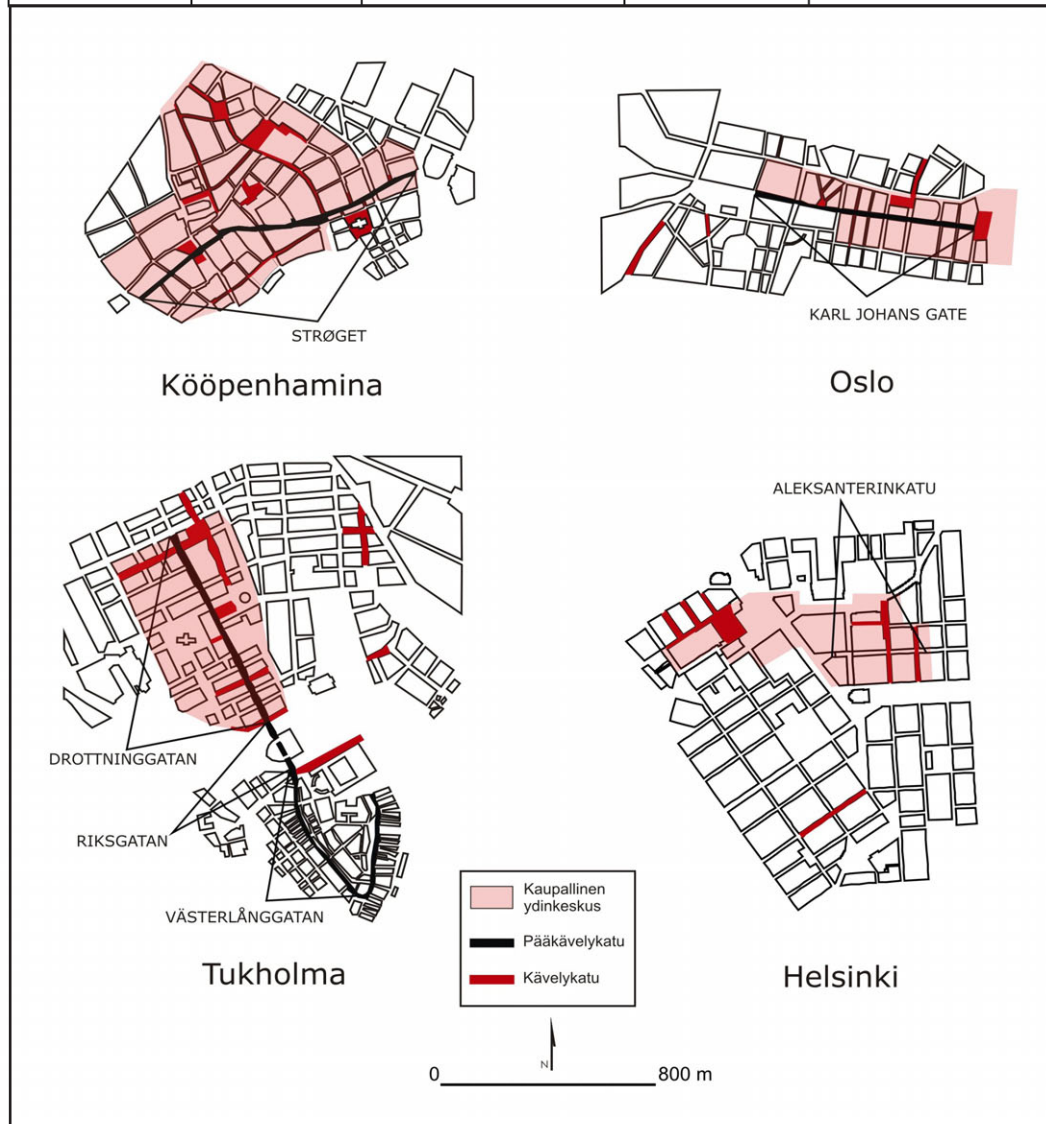 STRØGET
Kööpenhamina
KARL JOHANS GATE
Oslo
DROTTNINGGATAN
RIKSGATAN
VÄSTERLÅNGGATAN
Tukholma
ALEKSANTERINKATU
Helsinki
Kaupallinen
ydinkeskus
Pääkävelykatu
Kävelykatu
N
0 800 m